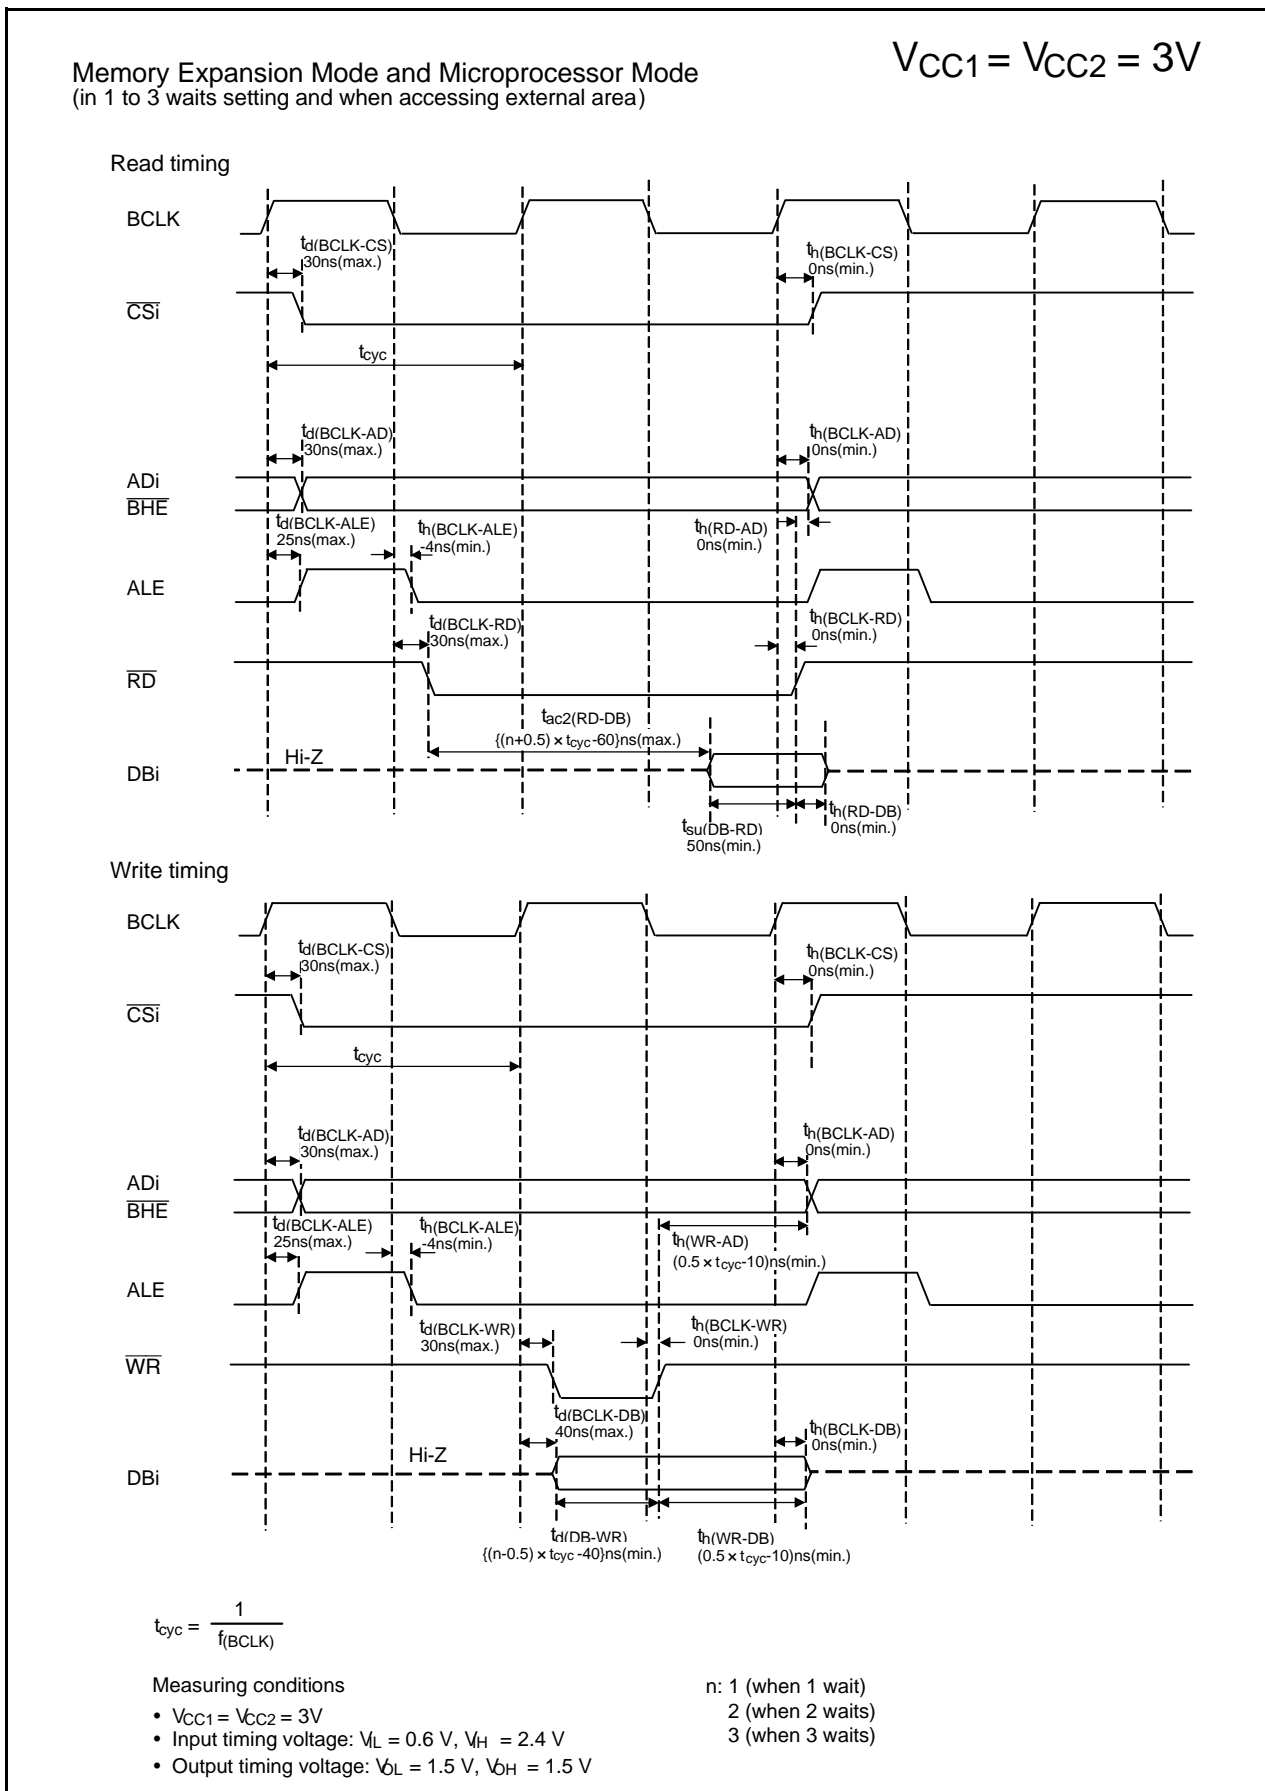 Memory Expansion Mode and Microprocessor Mode
(in 1 to 3 waits setting and when accessing external area)
VCC1 = VCC2 = 3V
Read timing
BCLK
td(BCLK-CS)
30ns(max.)
th(BCLK-CS)
0ns(min.)
CSi
tcyc
td(BCLK-AD)
30ns(max.)
th(BCLK-AD)
0ns(min.)
ADi
BHE
td(BCLK-ALE)
25ns(max.)
th(BCLK-ALE)
-4ns(min.)
th(RD-AD)
0ns(min.)
ALE
td(BCLK-RD)
30ns(max.)
th(BCLK-RD)
0ns(min.)
RD
tac2(RD-DB)
{(n+0.5) × tcyc-60}ns(max.)
Hi-Z
DBi
tsu(DB-RD)
50ns(min.)
th(RD-DB)
0ns(min.)
Write timing
BCLK
td(BCLK-CS)
30ns(max.)
th(BCLK-CS)
0ns(min.)
CSi
tcyc
td(BCLK-AD)
30ns(max.)
th(BCLK-AD)
0ns(min.)
ADi
BHE
td(BCLK-ALE)
25ns(max.)
th(BCLK-ALE)
-4ns(min.)
th(WR-AD)
(0.5 × tcyc-10)ns(min.)
ALE
td(BCLK-WR)
30ns(max.)
th(BCLK-WR)
0ns(min.)
WR
td(BCLK-DB)
40ns(max.)
th(BCLK-DB)
0ns(min.)
Hi-Z
DBi
td(DB-WR)
{(n-0.5) × tcyc -40}ns(min.)
th(WR-DB)
(0.5 × tcyc-10)ns(min.)
tcyc = 1 / f(BCLK)
Measuring conditions
• VCC1 = VCC2 = 3V
• Input timing voltage: VIL = 0.6 V, VIH = 2.4 V
• Output timing voltage: VOL = 1.5 V, VOH = 1.5 V
n: 1 (when 1 wait)
2 (when 2 waits)
3 (when 3 waits)